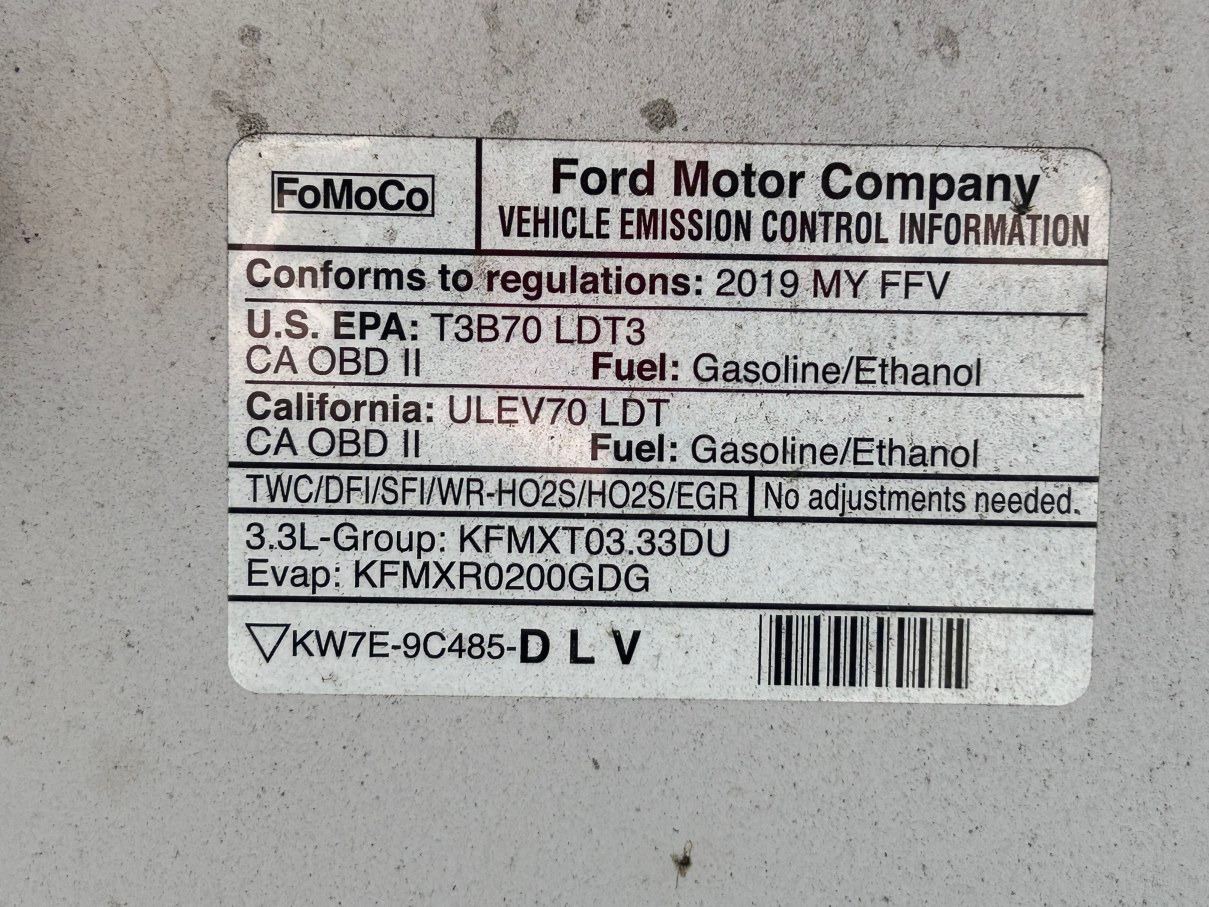 FoMoCo
Ford Motor Company
VEHICLE EMISSION CONTROL INFORMATION
Conforms to regulations: 2019 MY FFV
U.S. EPA: T3B70 LDT3
CA OBD II Fuel: Gasoline/Ethanol
California: ULEV70 LDT
CA OBD II Fuel: Gasoline/Ethanol
TWC/DFI/SFI/WR-HO2S/HO2S/EGR No adjustments needed.
3.3L-Group: KFMXT03.33DU
Evap: KFMXR0200GDG
KW7E-9C485-D L V